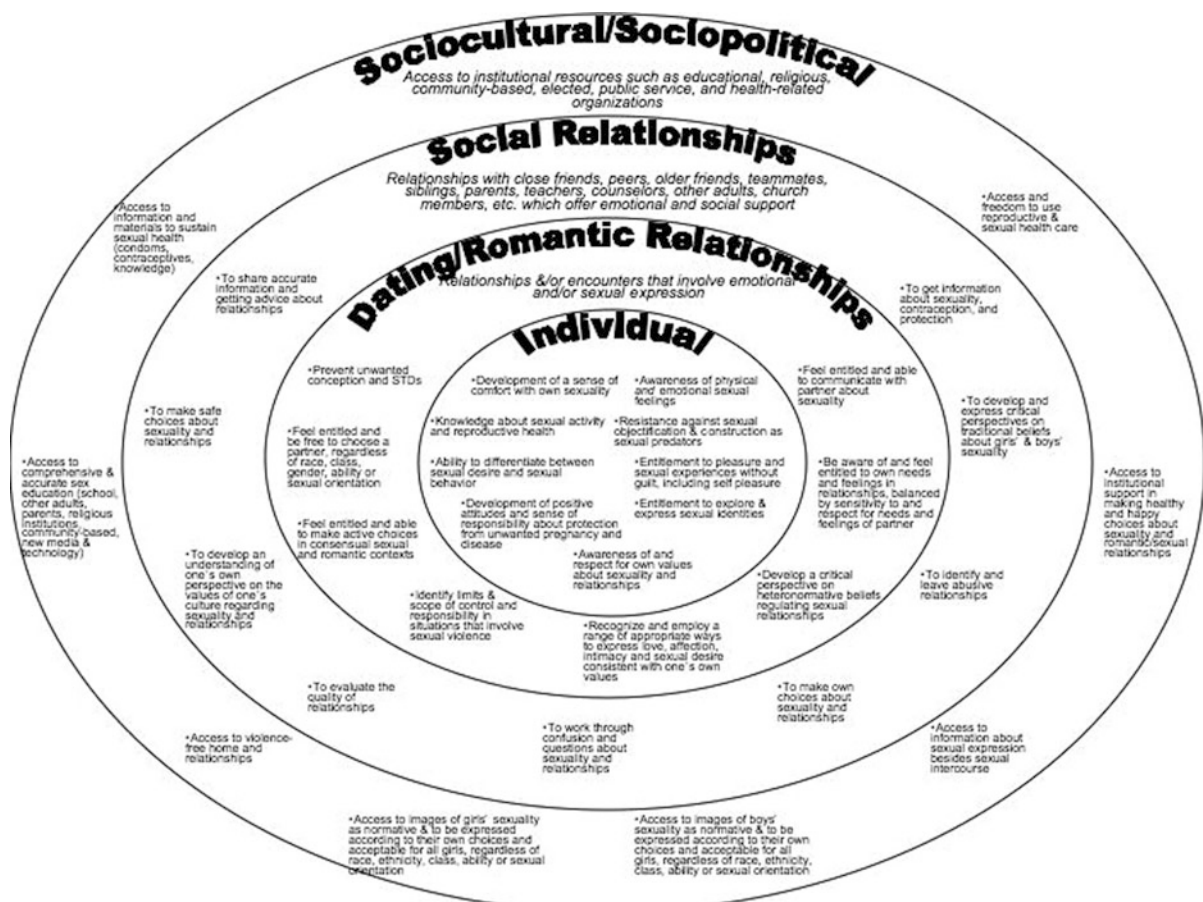 Sociocultural/Sociopolitical
Access to institutional resources such as educational, religious,
community-based, elected, public service, and health-related
organizations
•Access to
information and
materials to sustain
sexual health
(condoms,
contraceptives,
knowledge)
•Access and
freedom to use
reproductive &
sexual health care
•Access to
comprehensive &
accurate sex
education (school,
other adults,
parents, religious
institutions,
community-based,
new media &
technology)
•Access to
Institutional
support in
making healthy
and happy
choices about
sexuality and
romantic/sexual
relationships
•Access to violence-
free home and
relationships
•Access to
information about
sexual expression
besides sexual
intercourse
•Access to images of girls' sexuality
as normative & to be expressed
according to their own choices and
acceptable for all girls, regardless of
race, ethnicity, class, ability or sexual
orientation
•Access to images of boys'
sexuality as normative & to be
expressed according to their own
choices and acceptable for all
girls, regardless of race, ethnicity,
class, ability or sexual orientation
Social Relationships
Relationships with close friends, peers, older friends, teammates,
siblings, parents, teachers, counselors, other adults, church
members, etc. which offer emotional and social support
•To share accurate
information and
getting advice about
relationships
•To get information
about sexuality,
contraception, and
protection
•To make safe
choices about
sexuality and
relationships
•To develop and
express critical
perspectives on
traditional beliefs
about girls' & boys'
sexuality
•To develop an
understanding of
one's own
perspective on the
values of one's
culture regarding
sexuality and
relationships
•To identify and
leave abusive
relationships
•To evaluate the
quality of
relationships
•To make own
choices about
sexuality and
relationships
•To work through
confusion and
questions about
sexuality and
relationships
Dating/Romantic Relationships
Relationships &/or encounters that involve emotional
and/or sexual expression
•Prevent unwanted
conception and STDs
•Feel entitled and able
to communicate with
partner about
sexuality
•Feel entitled and
be free to choose a
partner, regardless
of race, class,
gender, ability or
sexual orientation
•Be aware of and feel
entitled to own needs
and feelings in
relationships, balanced
by sensitivity to and
respect for needs and
feelings of partner
•Feel entitled and able
to make active choices
in consensual sexual
and romantic contexts
•Identify limits &
scope of control and
responsibility in
situations that involve
sexual violence
•Develop a critical
perspective on
heteronormative beliefs
regulating sexual
relationships
•Recognize and employ a
range of appropriate ways
to express love, affection,
intimacy and sexual desire
consistent with one's own
values
Individual
•Development of a sense of
comfort with own sexuality
•Awareness of physical
and emotional sexual
feelings
•Knowledge about sexual activity
and reproductive health
•Resistance against sexual
objectification & construction as
sexual predators
•Ability to differentiate between
sexual desire and sexual
behavior
•Entitlement to pleasure and
sexual experiences without
guilt, including self pleasure
•Development of positive
attitudes and sense of
responsibility about protection
from unwanted pregnancy and
disease
•Entitlement to explore &
express sexual identities
•Awareness of and
respect for own values
about sexuality and
relationships